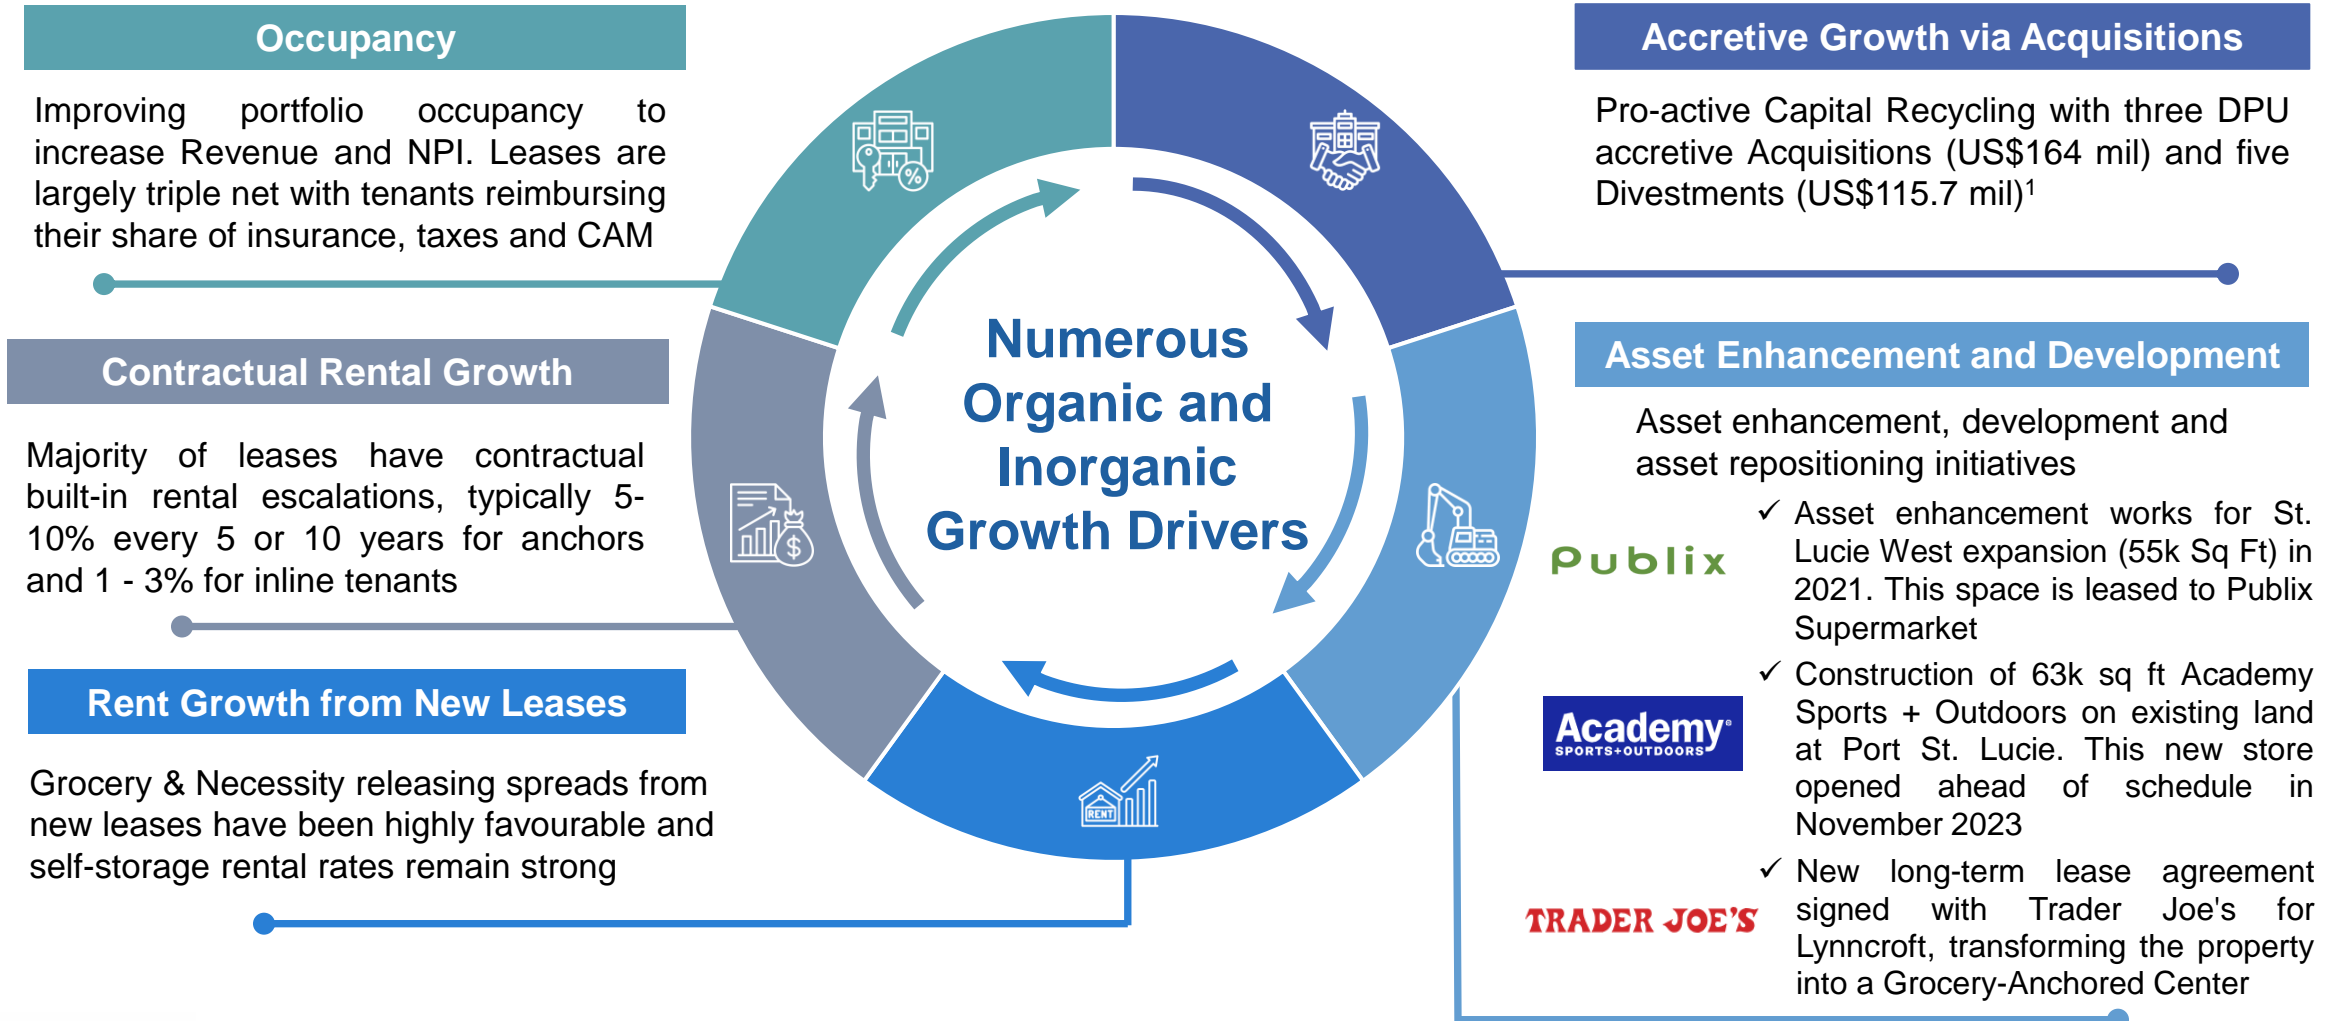 Occupancy
Improving portfolio occupancy to
increase Revenue and NPI. Leases are
largely triple net with tenants reimbursing
their share of insurance, taxes and CAM
Contractual Rental Growth
Majority of leases have contractual
built-in rental escalations, typically 5-
10% every 5 or 10 years for anchors
and 1 - 3% for inline tenants
Rent Growth from New Leases
Grocery & Necessity releasing spreads from
new leases have been highly favourable and
self-storage rental rates remain strong
%
$
RENT
Numerous
Organic and
Inorganic
Growth Drivers
Accretive Growth via Acquisitions
Pro-active Capital Recycling with three DPU
accretive Acquisitions (US$164 mil) and five
Divestments (US$115.7 mil)¹
Asset Enhancement and Development
Asset enhancement, development and
asset repositioning initiatives
Publix
✓ Asset enhancement works for St.
Lucie West expansion (55k Sq Ft) in
2021. This space is leased to Publix
Supermarket
Academy
SPORTS+OUTDOORS
✓ Construction of 63k sq ft Academy
Sports + Outdoors on existing land
at Port St. Lucie. This new store
opened ahead of schedule in
November 2023
TRADER JOE'S
✓ New long-term lease agreement
signed with Trader Joe's for
Lynncroft, transforming the property
into a Grocery-Anchored Center